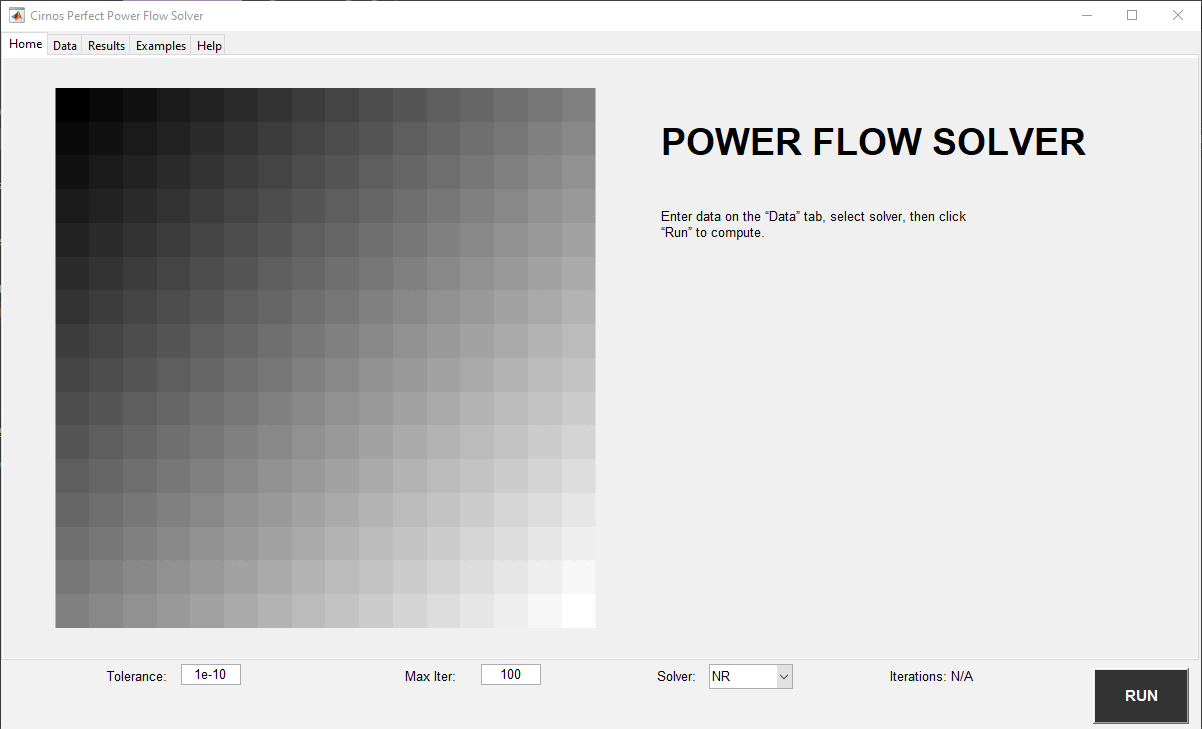 Cirnos Perfect Power Flow Solver
Home Data Results Examples Help
POWER FLOW SOLVER
Enter data on the “Data” tab, select solver, then click
“Run” to compute.
Tolerance: 1e-10 Max Iter: 100 Solver: NR Iterations: N/A
RUN